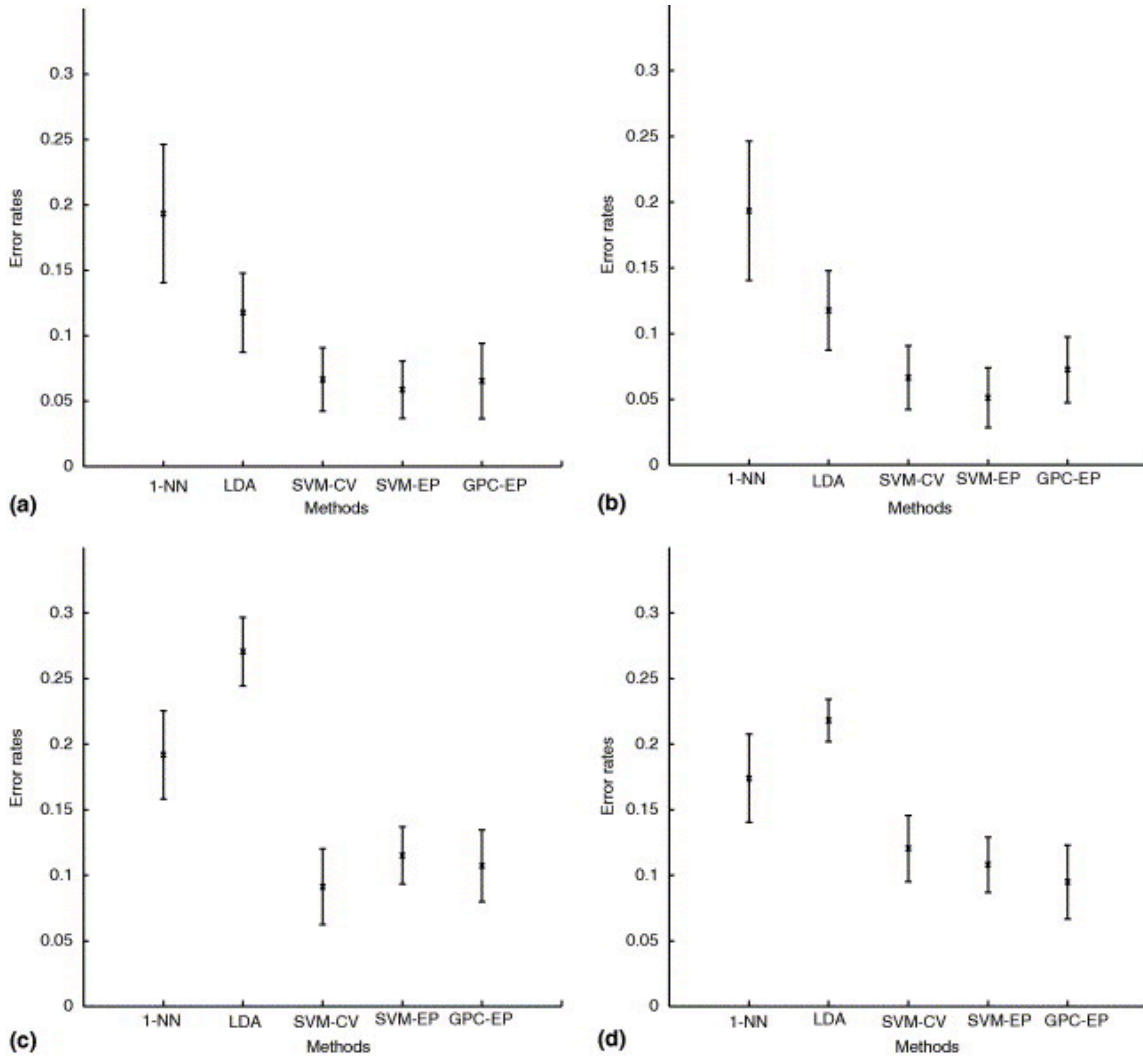 0.3
0.25
0.2
0.15
0.1
0.05
0
Error rates
1-NN LDA SVM-CV SVM-EP GPC-EP
Methods
(a)
0.3
0.25
0.2
0.15
0.1
0.05
0
Error rates
1-NN LDA SVM-CV SVM-EP GPC-EP
Methods
(b)
0.3
0.25
0.2
0.15
0.1
0.05
0
Error rates
1-NN LDA SVM-CV SVM-EP GPC-EP
Methods
(c)
0.3
0.25
0.2
0.15
0.1
0.05
0
Error rates
1-NN LDA SVM-CV SVM-EP GPC-EP
Methods
(d)